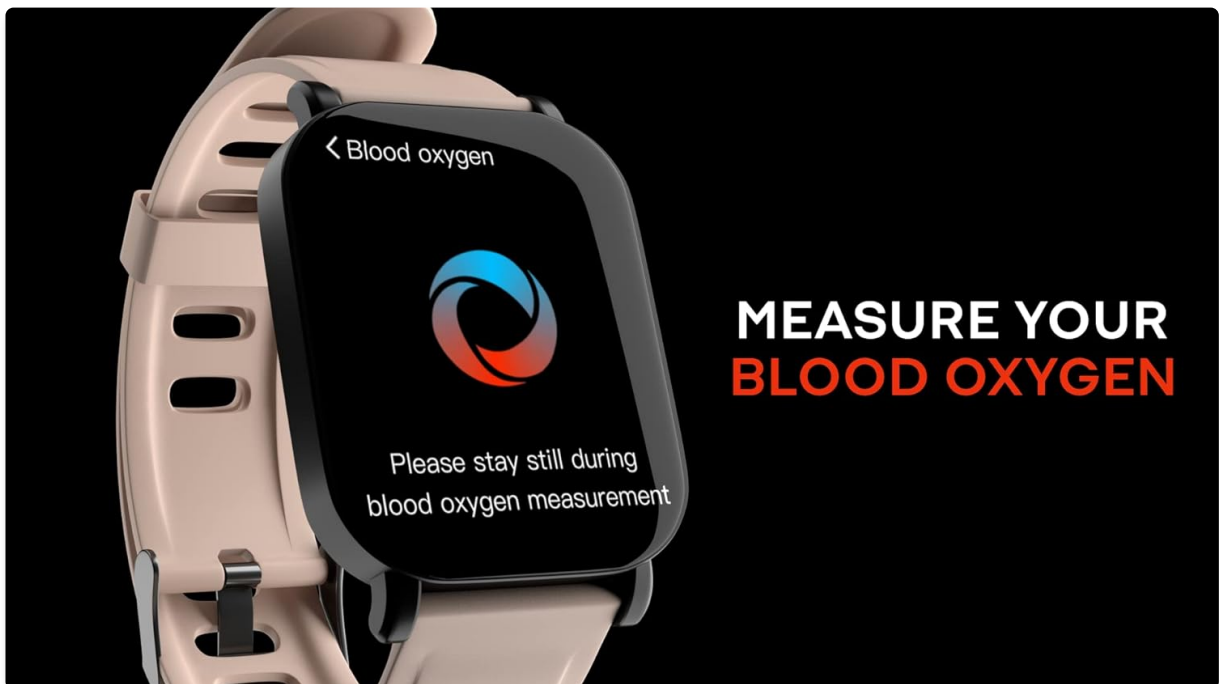 Blood oxygen
Please stay still during
blood oxygen measurement
MEASURE YOUR
BLOOD OXYGEN